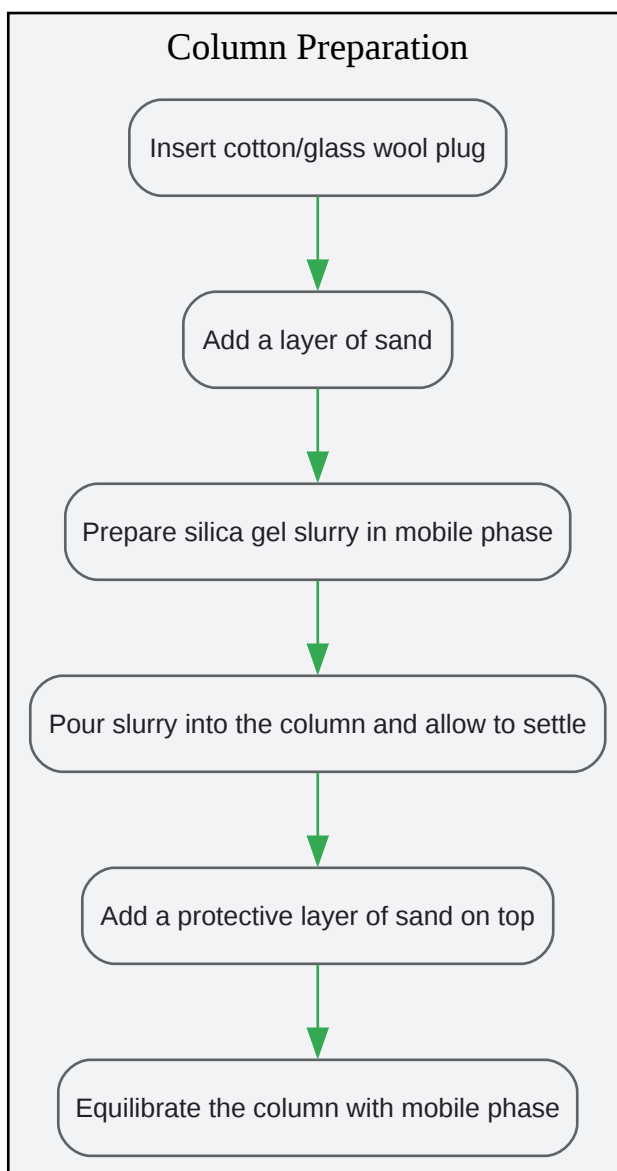 Column Preparation
Insert cotton/glass wool plug
Add a layer of sand
Prepare silica gel slurry in mobile phase
Pour slurry into the column and allow to settle
Add a protective layer of sand on top
Equilibrate the column with mobile phase